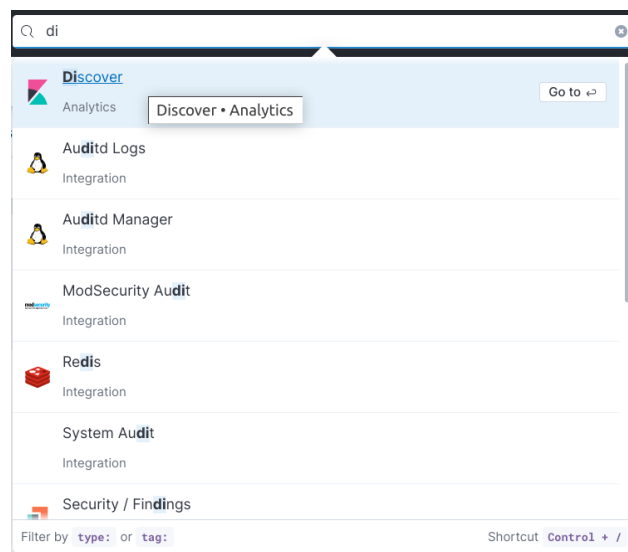 di
Discover
Analytics
Go to
Discover • Analytics
Auditd Logs
Integration
Auditd Manager
Integration
ModSecurity Audit
Integration
Redis
Integration
System Audit
Integration
Security / Findings
Filter by type: or tag:
Shortcut Control + /